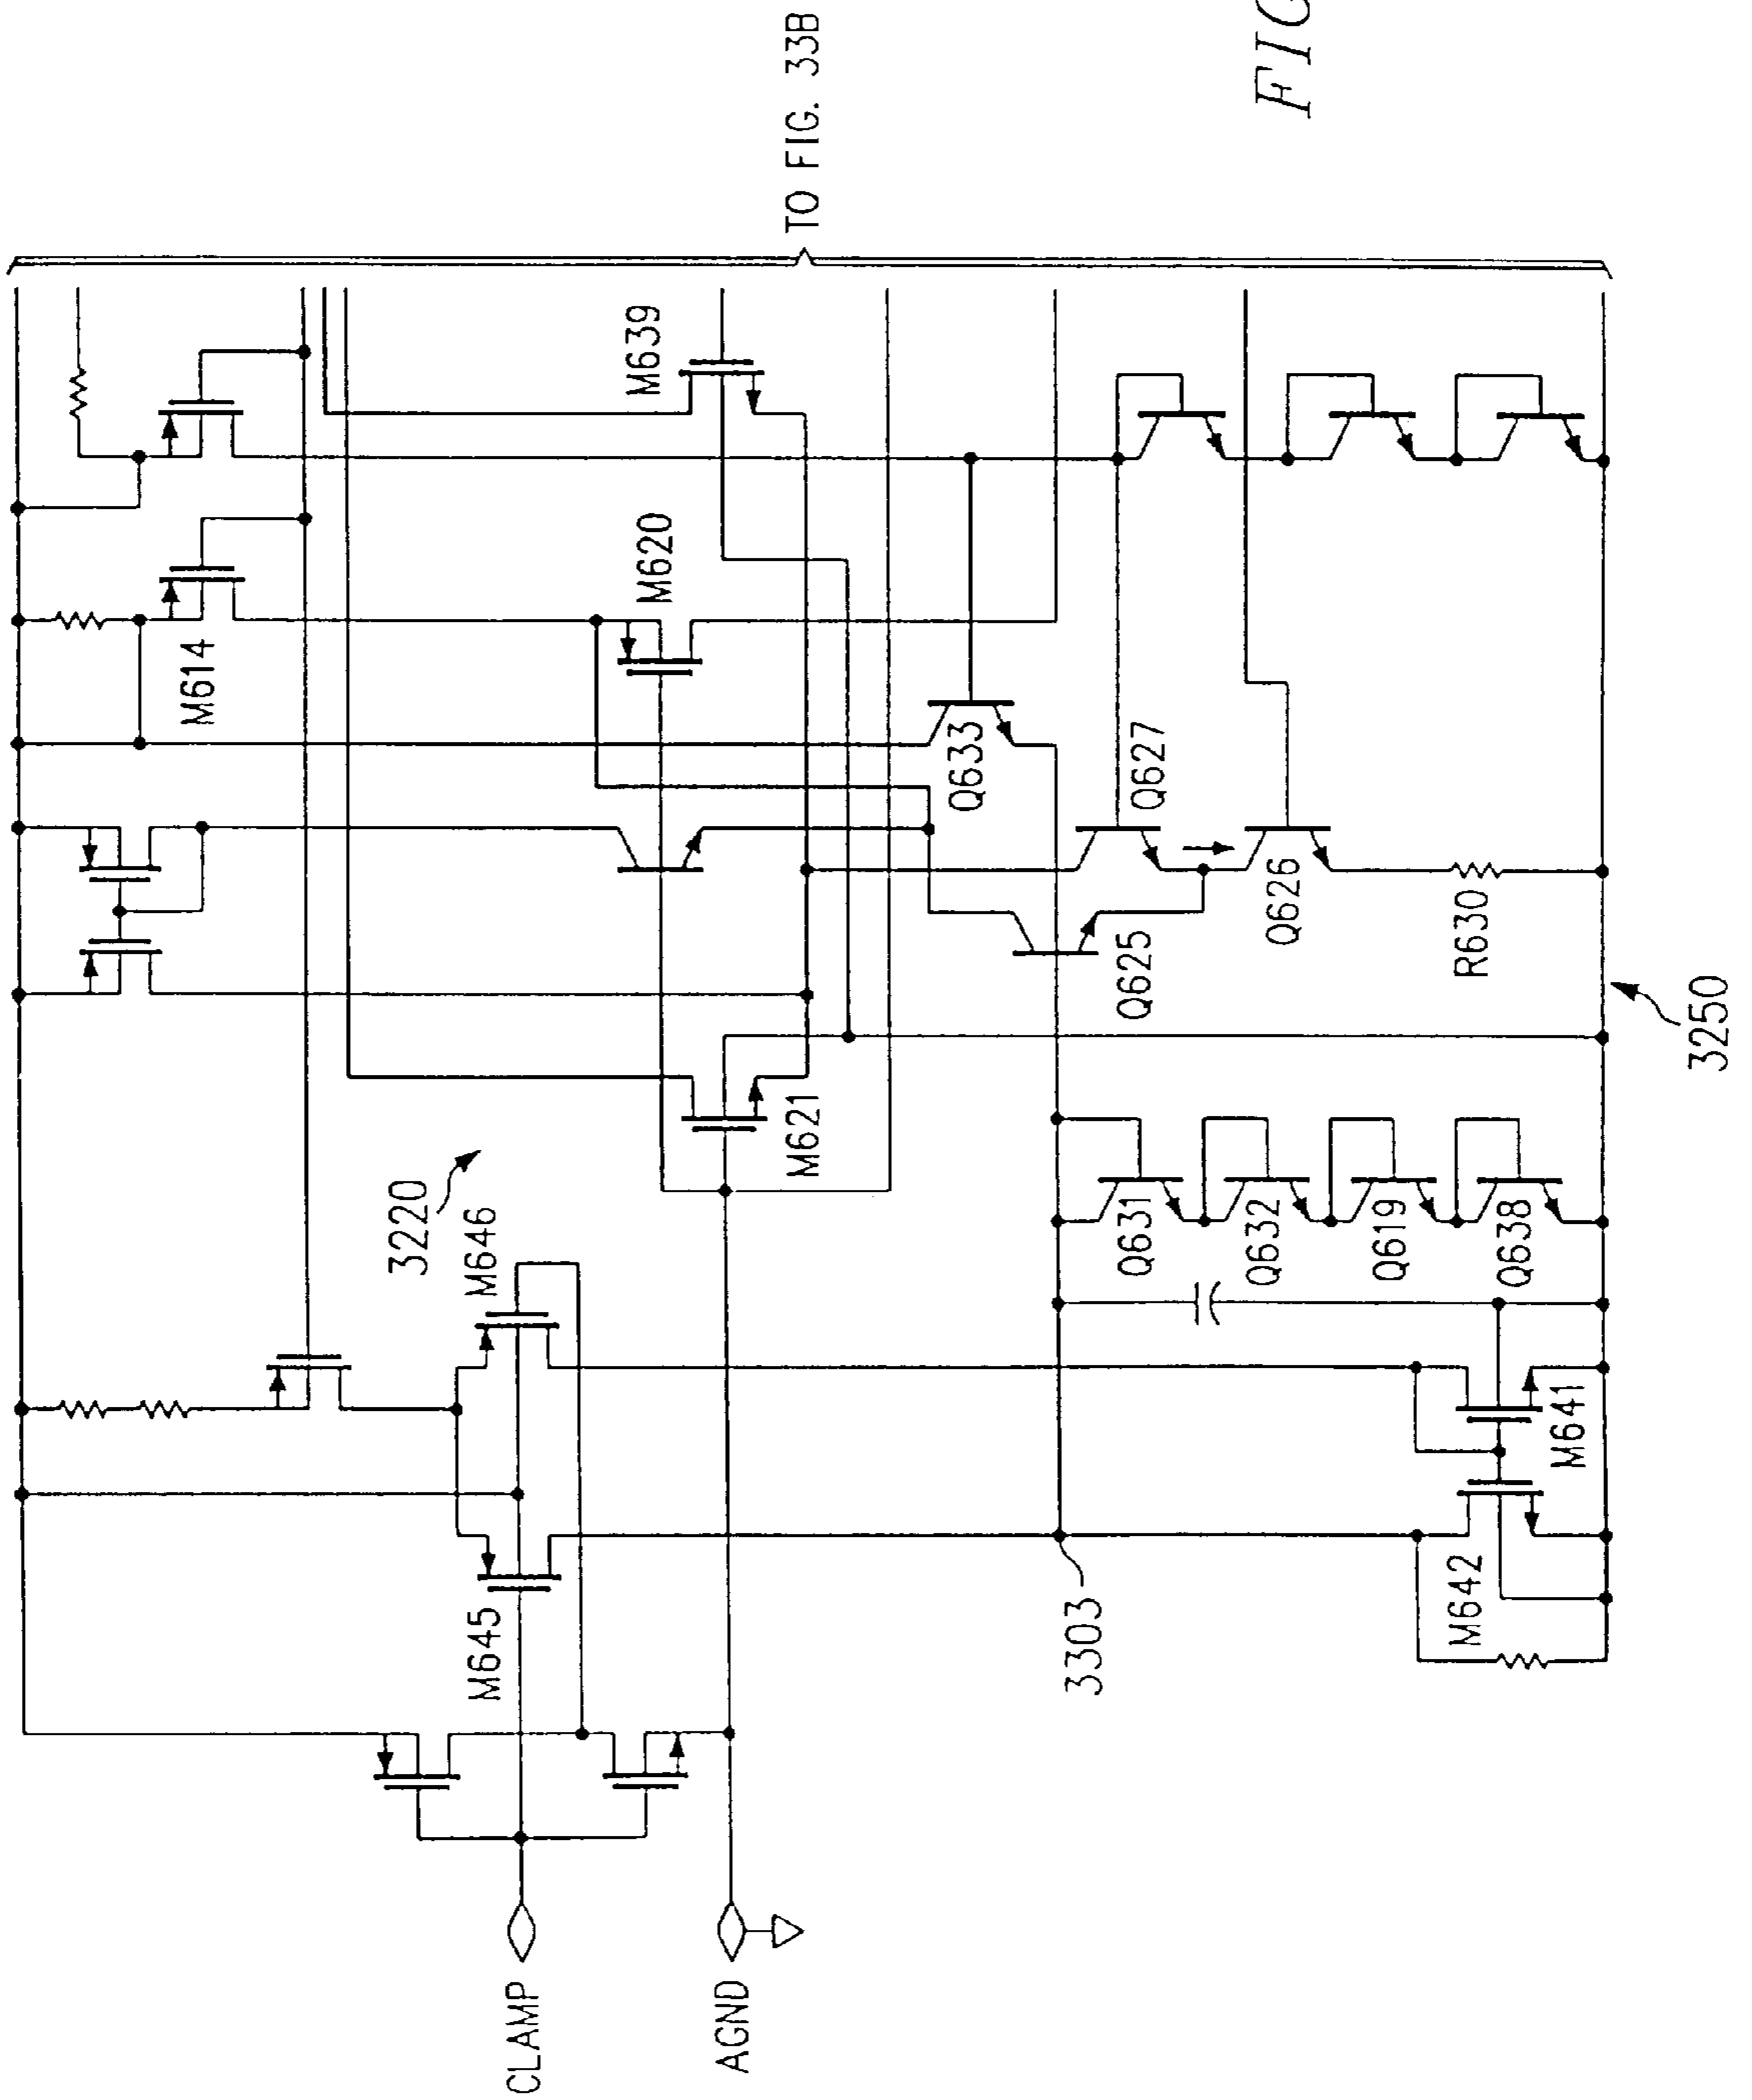 TO FIG. 33B
FIG
M639
M620
M614
Q633
Q627
Q626
R630
Q625
3250
M621
3220
M646
Q631
Q632
Q619
Q638
M641
M642
M645
3303
CLAMP
AGND